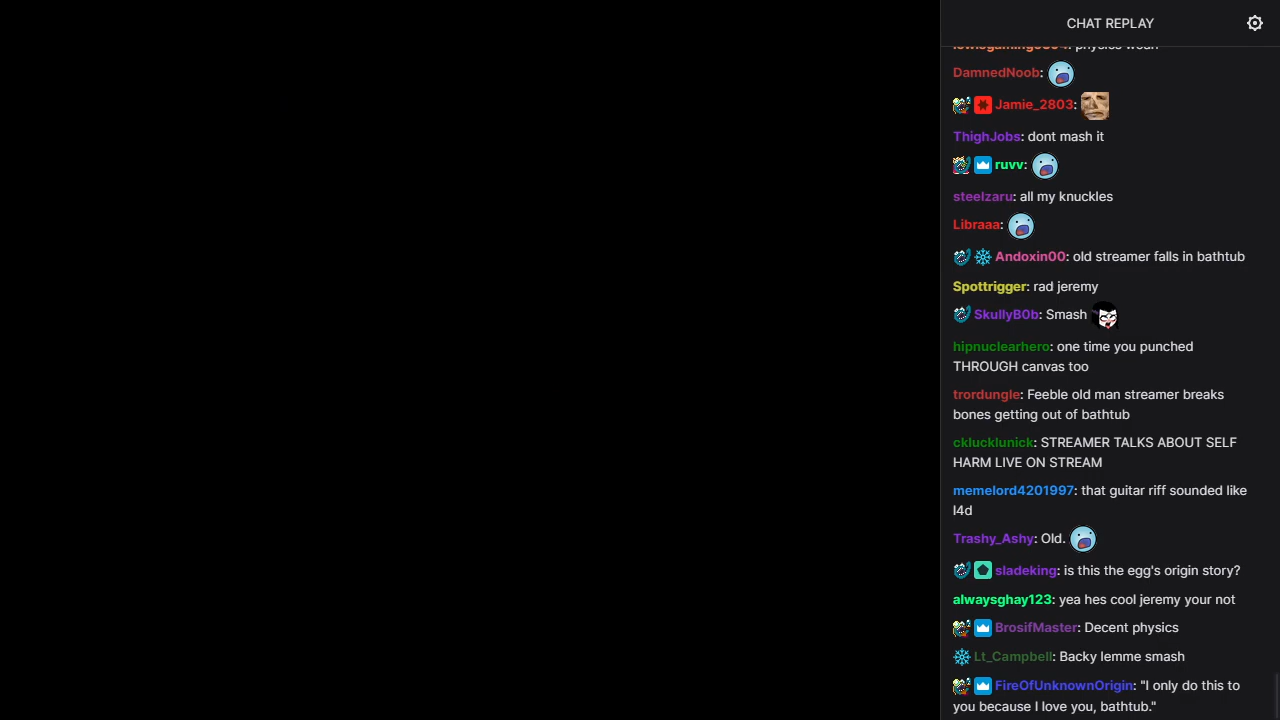 CHAT REPLAY
DamnedNoob:
Jamie_2803:
ThighJobs: dont mash it
ruvv:
steelzaru: all my knuckles
Libraaa:
Andoxin00: old streamer falls in bathtub
Spottrigger: rad jeremy
SkullyB0b: Smash
hipnuclearhero: one time you punched
THROUGH canvas too
trordungle: Feeble old man streamer breaks
bones getting out of bathtub
cklucklunick: STREAMER TALKS ABOUT SELF
HARM LIVE ON STREAM
memelord4201997: that guitar riff sounded like
l4d
Trashy_Ashy: Old.
sladeking: is this the egg's origin story?
alwaysghay123: yea hes cool jeremy your not
BrosifMaster: Decent physics
Lt_Campbell: Backy lemme smash
FireOfUnknownOrigin: "I only do this to
you because I love you, bathtub."